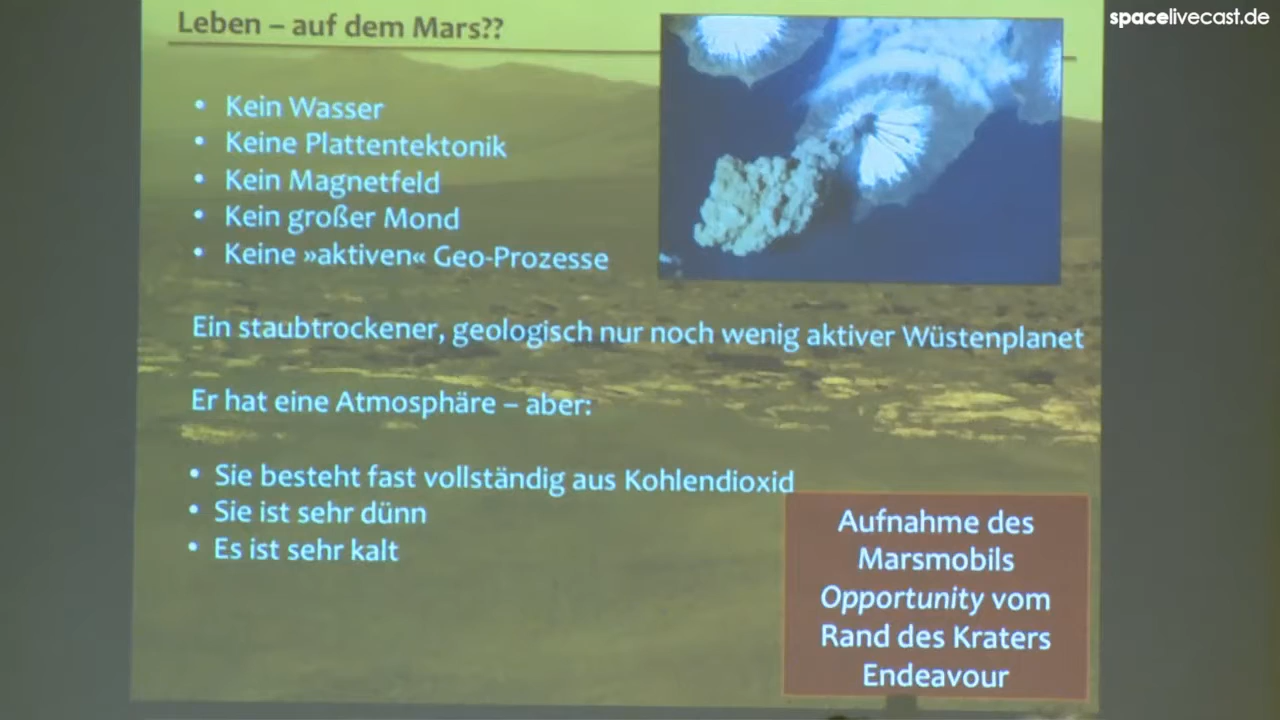 spacelivecast.de
Leben – auf dem Mars??
• Kein Wasser
• Keine Plattentektonik
• Kein Magnetfeld
• Kein großer Mond
• Keine »aktiven« Geo-Prozesse
Ein staubtrockener, geologisch nur noch wenig aktiver Wüstenplanet
Er hat eine Atmosphäre – aber:
• Sie besteht fast vollständig aus Kohlendioxid
• Sie ist sehr dünn
• Es ist sehr kalt
Aufnahme des
Marsmobils
Opportunity vom
Rand des Kraters
Endeavour